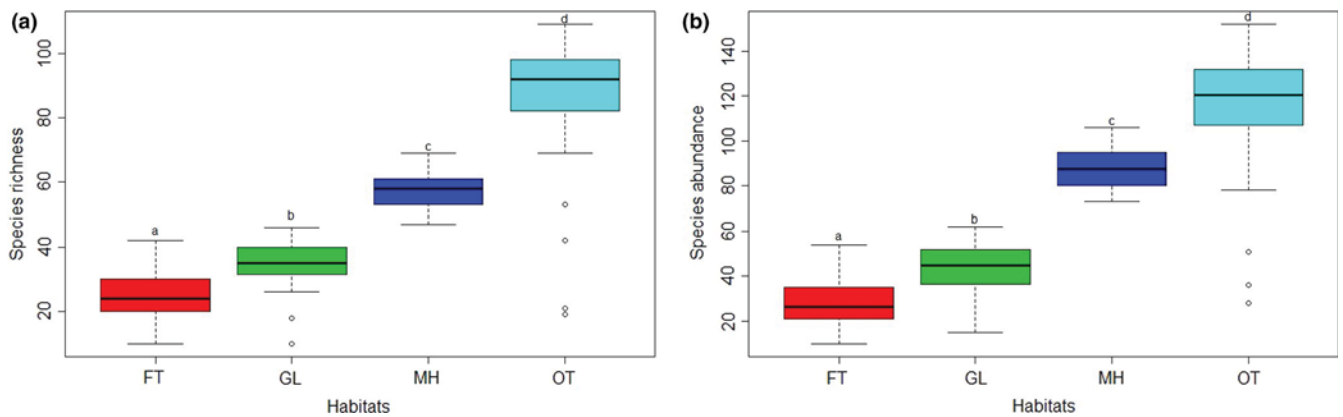 (a)
Species richness
100
80
60
40
20
a
b
c
d
FT
GL
MH
OT
Habitats
(b)
Species abundance
140
120
100
80
60
40
20
a
b
c
d
FT
GL
MH
OT
Habitats